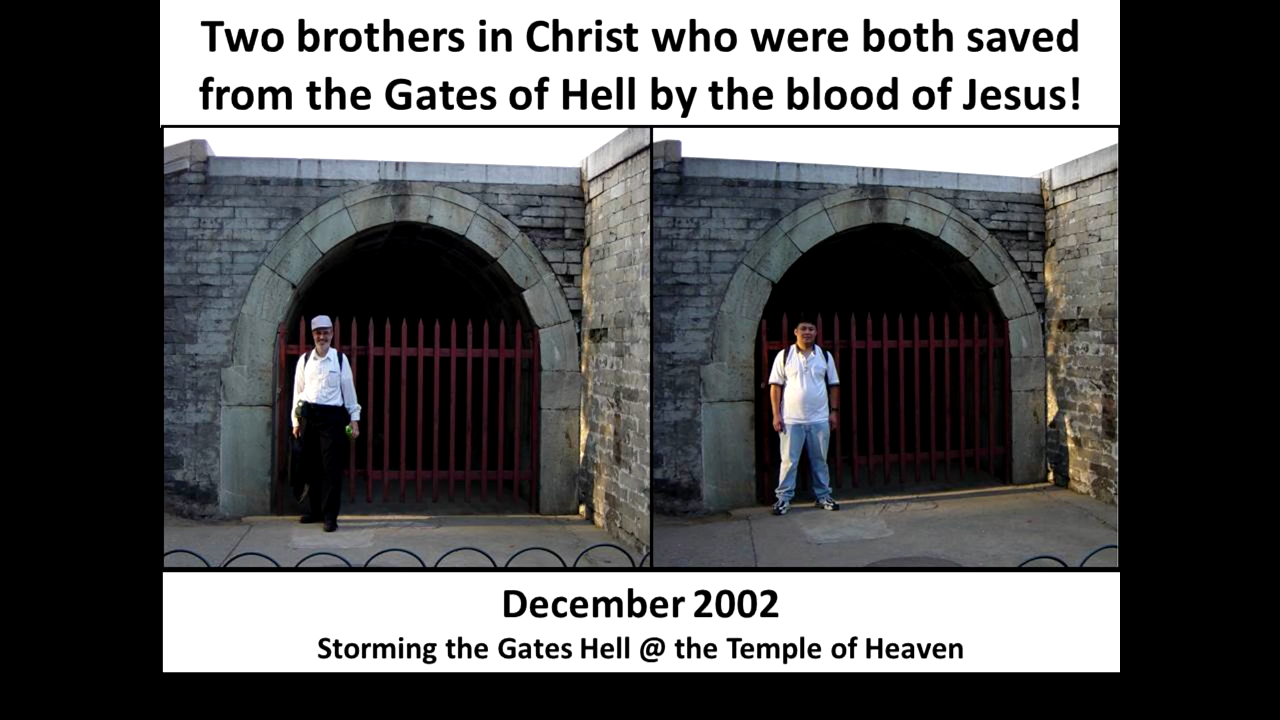 Two brothers in Christ who were both saved
from the Gates of Hell by the blood of Jesus!
December 2002
Storming the Gates Hell @ the Temple of Heaven